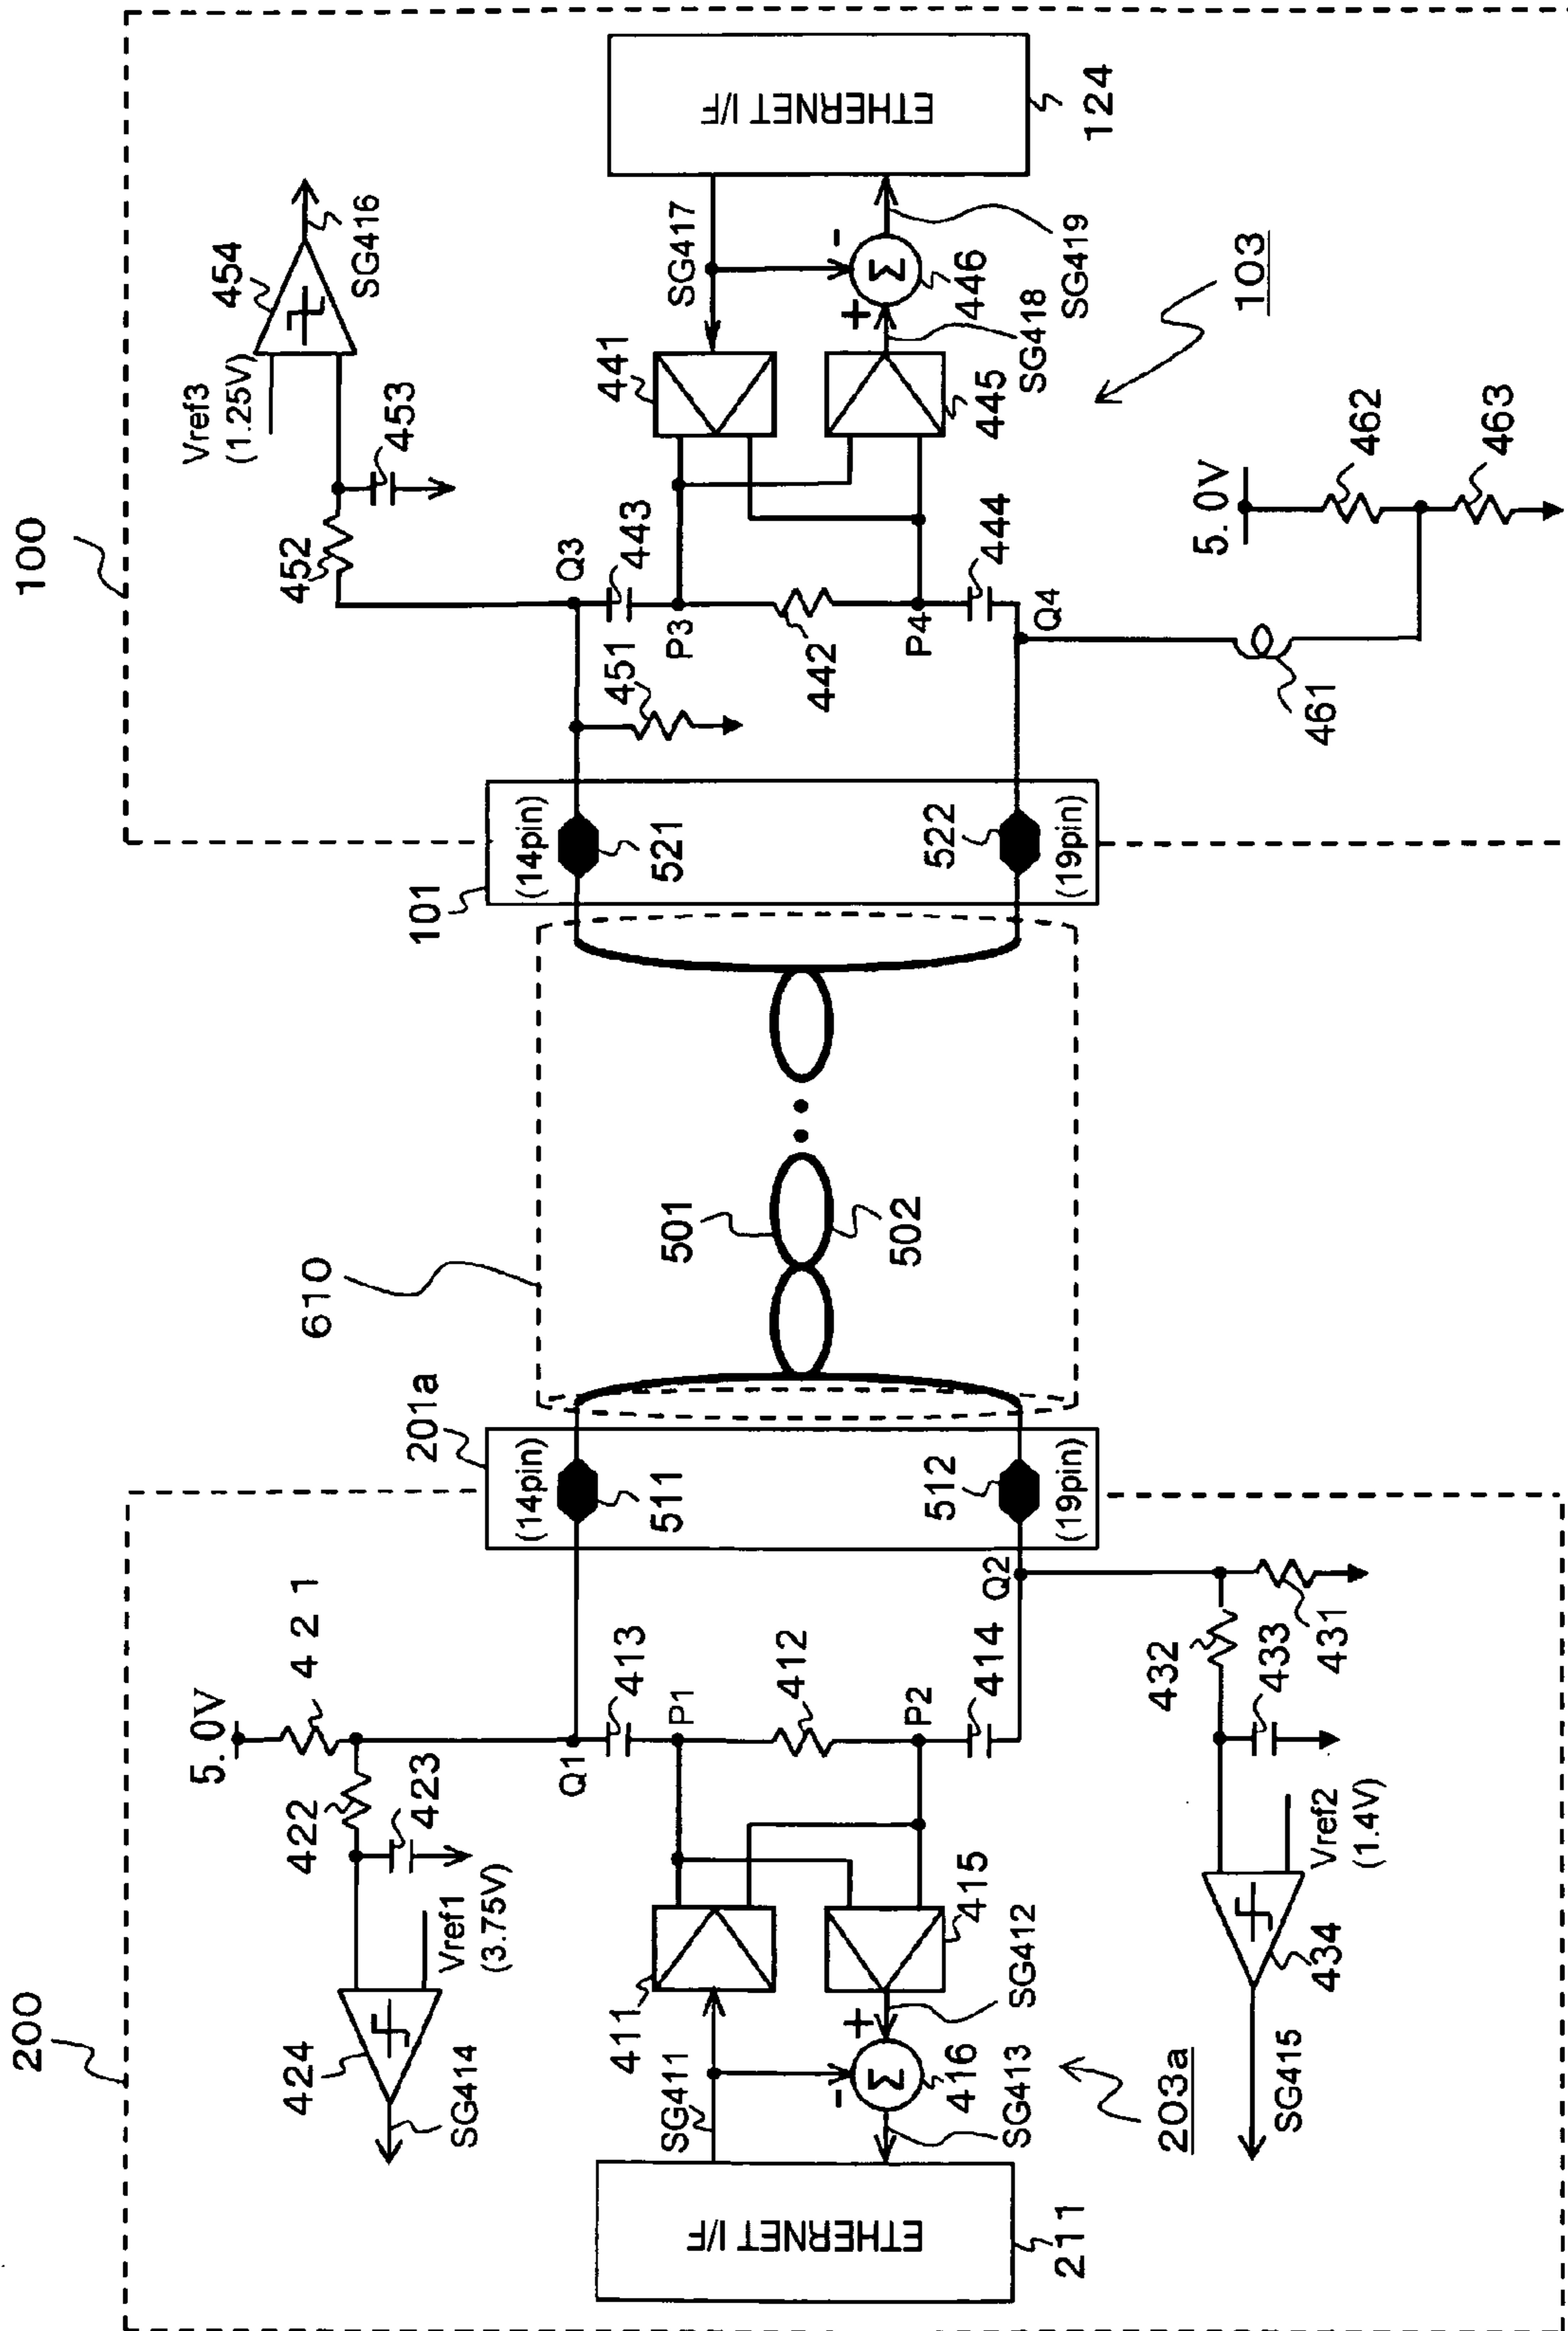 200
5.0V
421
422
423
424
SG414
Vref1
(3.75V)
Q1
413
P1
412
P2
414
Q2
411
SG411
415
SG412
+
-
Σ
416
SG413
203a
ETHERNET I/F
211
432
433
431
Vref2
(1.4V)
434
SG415
201a
(14pin)
511
512
(19pin)
610
501
502
101
(14pin)
521
522
(19pin)
100
Vref3
(1.25V)
454
SG416
452
453
Q3
443
451
P3
442
P4
444
Q4
441
SG417
445
SG418
+
-
Σ
446
SG419
ETHERNET I/F
124
103
461
5.0V
462
463